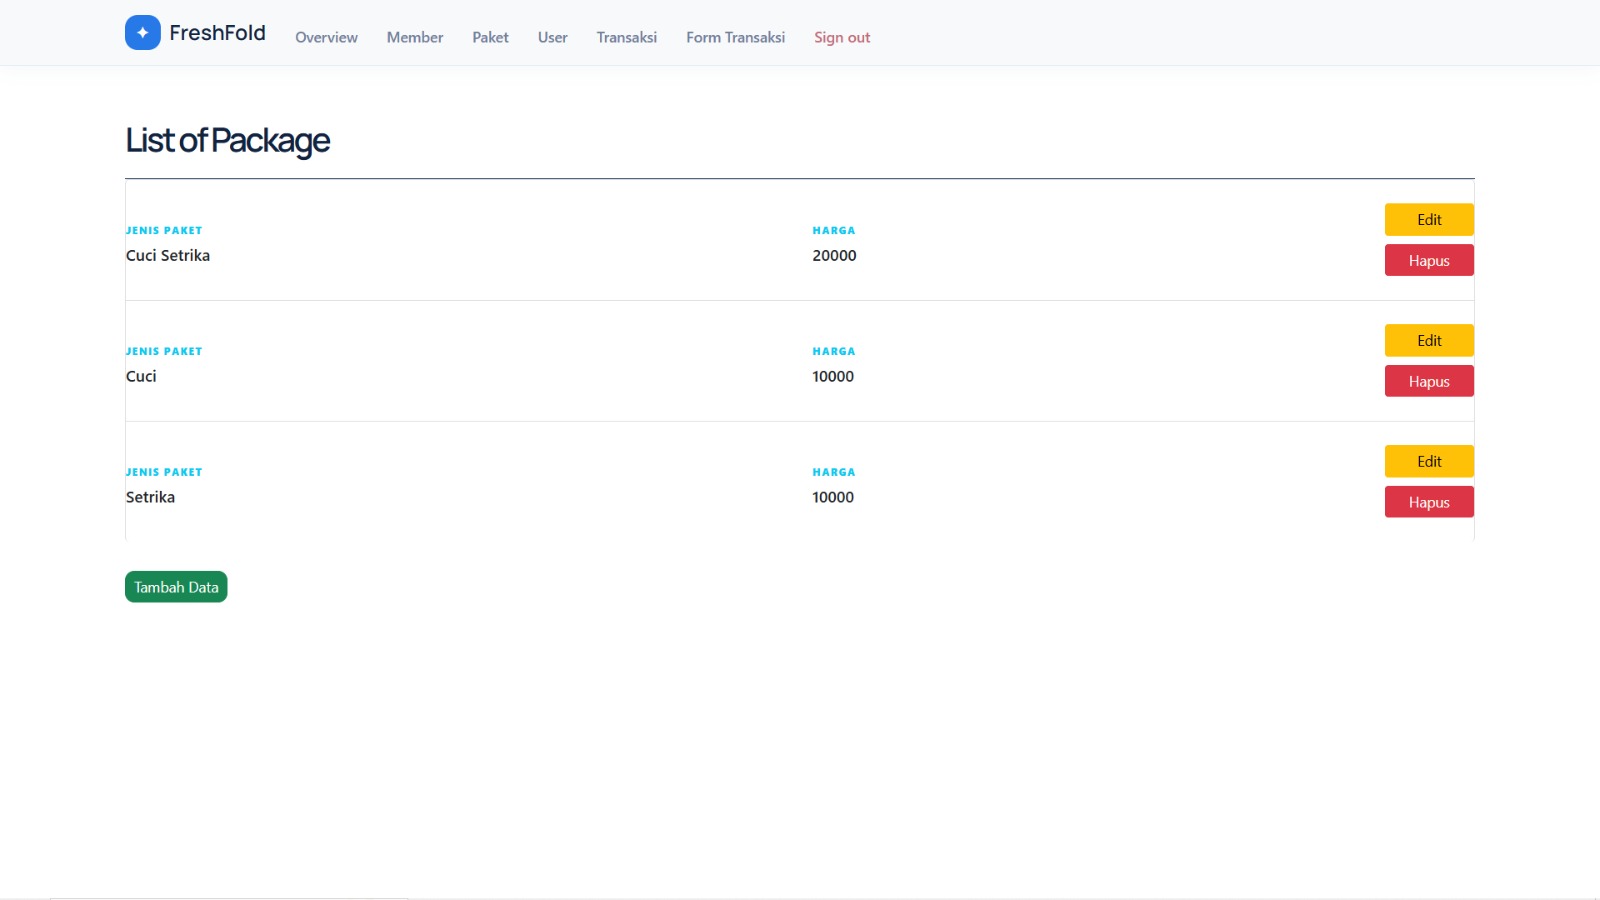 ✦ FreshFold Overview Member Paket User Transaksi Form Transaksi Sign out
List of Package
JENIS PAKET HARGA Edit
Cuci Setrika 20000 Hapus
JENIS PAKET HARGA Edit
Cuci 10000 Hapus
JENIS PAKET HARGA Edit
Setrika 10000 Hapus
Tambah Data